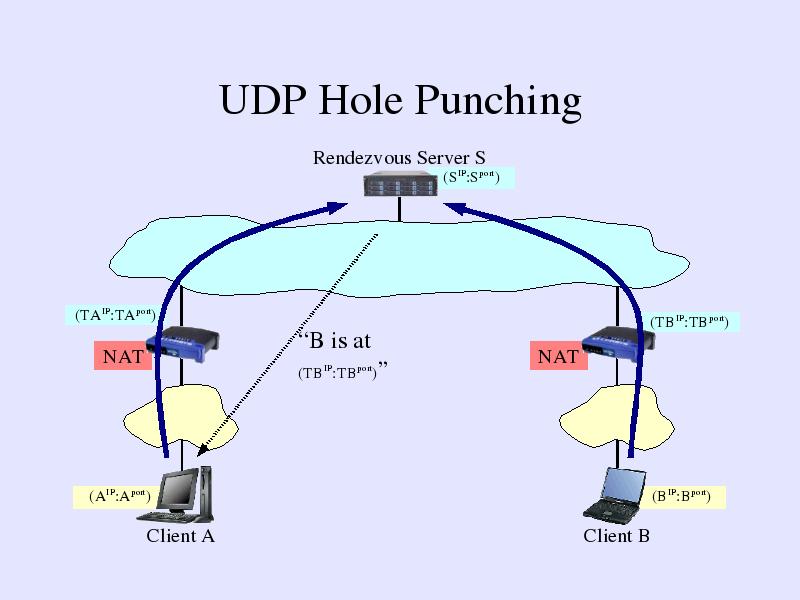 UDP Hole Punching
Rendezvous Server S
(S^IP:S^port)
(TA^IP:TA^port)
(TB^IP:TB^port)
“B is at
(TB^IP:TB^port)”
NAT
NAT
(A^IP:A^port)
(B^IP:B^port)
Client A
Client B